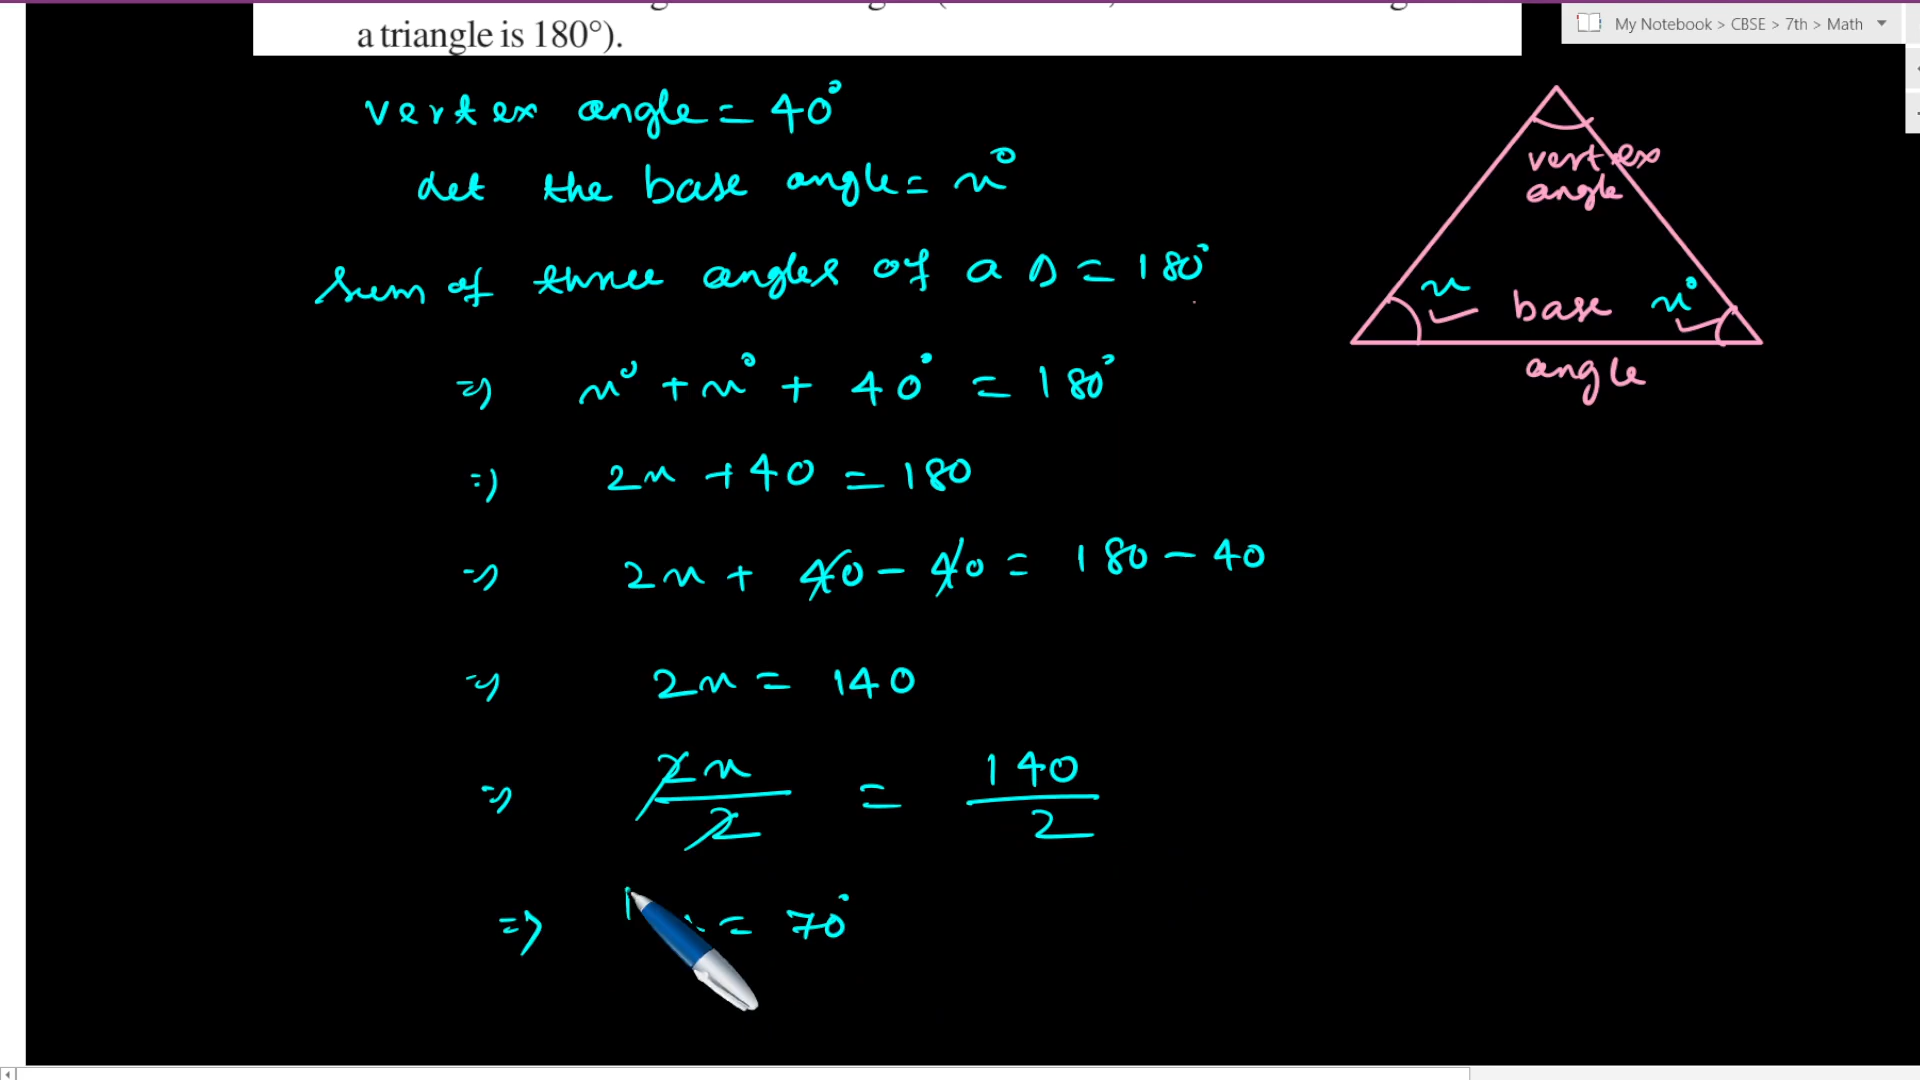 a triangle is 180°).
My Notebook > CBSE > 7th > Math
vertex angle = 40°
Let the base angle = x°
Sum of three angles of a Δ = 180°
⇒ x° + x° + 40° = 180°
⇒ 2x + 40 = 180
⇒ 2x + 40 - 40 = 180 - 40
⇒ 2x = 140
⇒ 2x/2 = 140/2
⇒ = 70°
vertex
angle
x base x°
angle